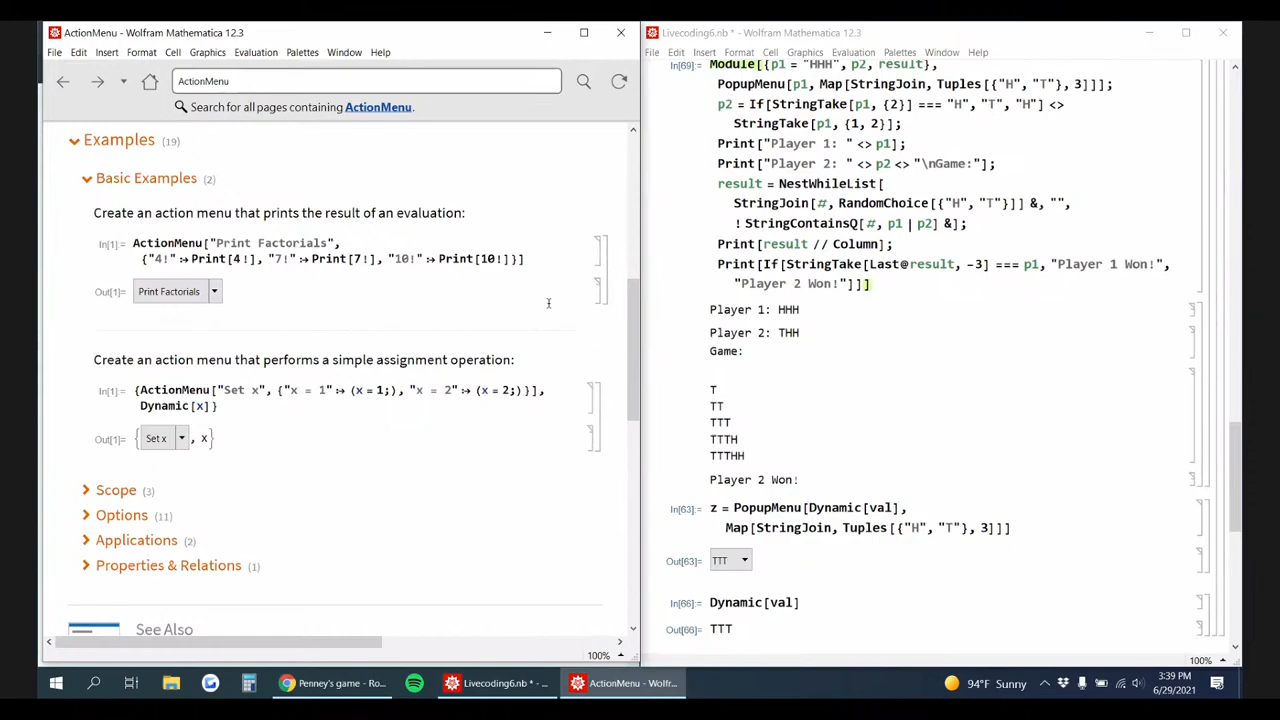 ActionMenu - Wolfram Mathematica 12.3
File Edit Insert Format Cell Graphics Evaluation Palettes Window Help
ActionMenu
Search for all pages containing ActionMenu.
Examples (19)
Basic Examples (2)
Create an action menu that prints the result of an evaluation:
In[1]:= ActionMenu["Print Factorials",
{"4!" :> Print[4!], "7!" :> Print[7!], "10!" :> Print[10!]}]
Out[1]= Print Factorials
Create an action menu that performs a simple assignment operation:
In[1]:= {ActionMenu["Set x", {"x = 1" :> (x = 1;), "x = 2" :> (x = 2;)}],
Dynamic[x]}
Out[1]= {Set x, x}
Scope (3)
Options (11)
Applications (2)
Properties & Relations (1)
See Also
100%
Livecoding6.nb * - Wolfram Mathematica 12.3
File Edit Insert Format Cell Graphics Evaluation Palettes Window Help
In[69]:= Module[{p1 = "HHH", p2, result},
PopupMenu[p1, Map[StringJoin, Tuples[{"H", "T"}, 3]]];
p2 = If[StringTake[p1, {2}] === "H", "T", "H"] <>
StringTake[p1, {1, 2}];
Print["Player 1: " <> p1];
Print["Player 2: " <> p2 <> "\nGame:"];
result = NestWhileList[
StringJoin[#, RandomChoice[{"H", "T"}]] &, "",
! StringContainsQ[#, p1 | p2] &];
Print[result // Column];
Print[If[StringTake[Last@result, -3] === p1, "Player 1 Won!",
"Player 2 Won!"]]]
Player 1: HHH
Player 2: THH
Game:
T
TT
TTT
TTTH
TTTHH
Player 2 Won!
In[63]:= z = PopupMenu[Dynamic[val],
Map[StringJoin, Tuples[{"H", "T"}, 3]]]
Out[63]= TTT
In[66]:= Dynamic[val]
Out[66]= TTT
100%
Penney's game - Ro...
Livecoding6.nb * - ...
ActionMenu - Wolfr...
94°F Sunny
3:39 PM
6/29/2021